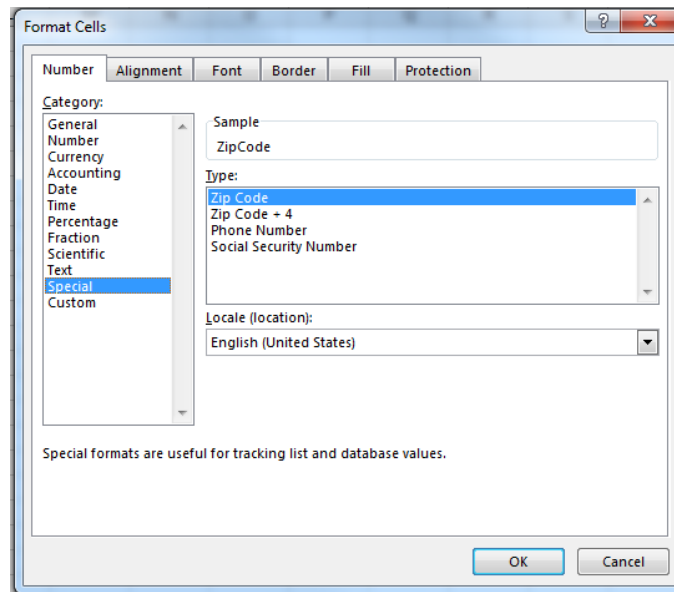 Format Cells
Number Alignment Font Border Fill Protection
Category:
General
Number
Currency
Accounting
Date
Time
Percentage
Fraction
Scientific
Text
Special
Custom
Sample
ZipCode
Type:
Zip Code
Zip Code + 4
Phone Number
Social Security Number
Locale (location):
English (United States)
Special formats are useful for tracking list and database values.
OK Cancel